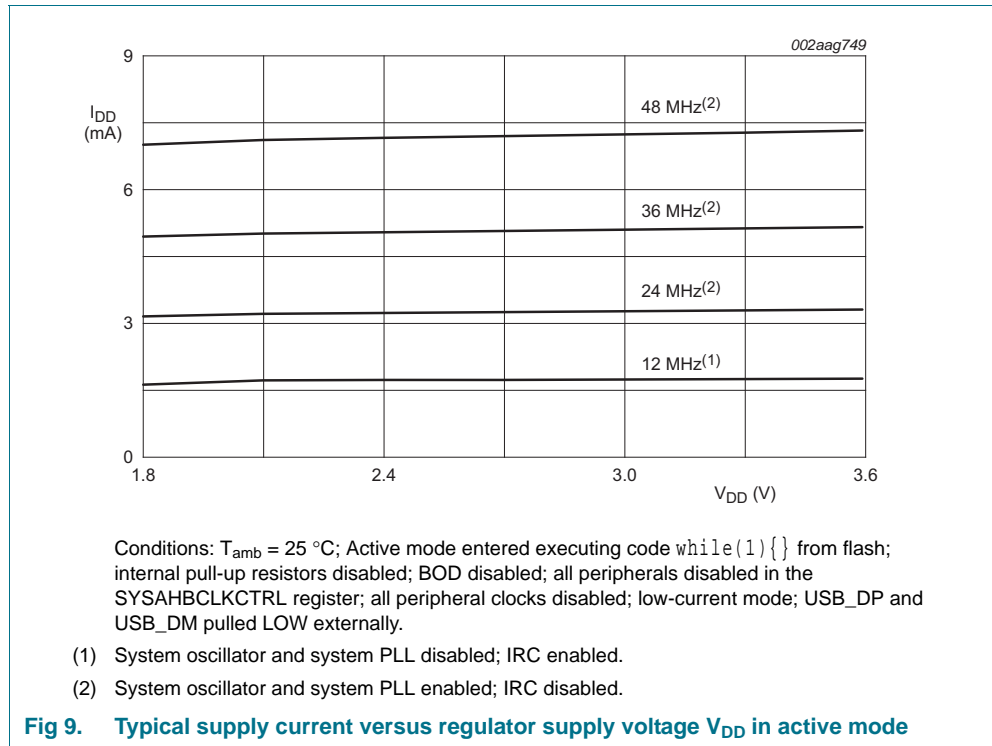 002aag749
9
I_DD
(mA)
48 MHz(2)
6
36 MHz(2)
24 MHz(2)
3
12 MHz(1)
0
1.8 2.4 3.0 3.6
V_DD (V)
Conditions: T_amb = 25 °C; Active mode entered executing code while(1){} from flash;
internal pull-up resistors disabled; BOD disabled; all peripherals disabled in the
SYSAHBCLKCTRL register; all peripheral clocks disabled; low-current mode; USB_DP and
USB_DM pulled LOW externally.
(1) System oscillator and system PLL disabled; IRC enabled.
(2) System oscillator and system PLL enabled; IRC disabled.
Fig 9. Typical supply current versus regulator supply voltage V_DD in active mode